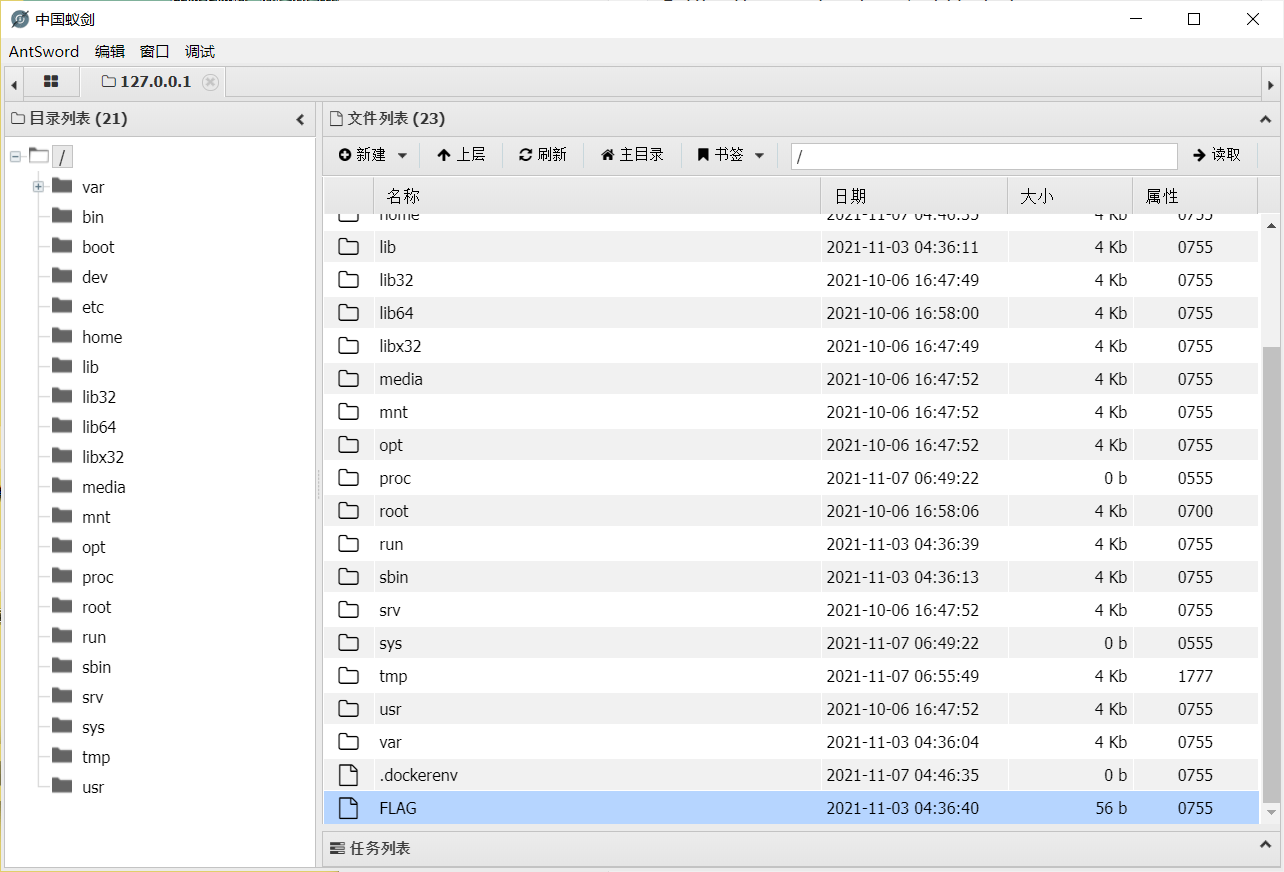 中国蚁剑
AntSword 编辑 窗口 调试
127.0.0.1
目录列表 (21)
/
var
bin
boot
dev
etc
home
lib
lib32
lib64
libx32
media
mnt
opt
proc
root
run
sbin
srv
sys
tmp
usr
文件列表 (23)
新建 上层 刷新 主目录 书签 / 读取
名称 日期 大小 属性
home 2021-11-07 04:46:35 4 Kb 0755
lib 2021-11-03 04:36:11 4 Kb 0755
lib32 2021-10-06 16:47:49 4 Kb 0755
lib64 2021-10-06 16:58:00 4 Kb 0755
libx32 2021-10-06 16:47:49 4 Kb 0755
media 2021-10-06 16:47:52 4 Kb 0755
mnt 2021-10-06 16:47:52 4 Kb 0755
opt 2021-10-06 16:47:52 4 Kb 0755
proc 2021-11-07 06:49:22 0 b 0555
root 2021-10-06 16:58:06 4 Kb 0700
run 2021-11-03 04:36:39 4 Kb 0755
sbin 2021-11-03 04:36:13 4 Kb 0755
srv 2021-10-06 16:47:52 4 Kb 0755
sys 2021-11-07 06:49:22 0 b 0555
tmp 2021-11-07 06:55:49 4 Kb 1777
usr 2021-10-06 16:47:52 4 Kb 0755
var 2021-11-03 04:36:04 4 Kb 0755
.dockerenv 2021-11-07 04:46:35 0 b 0755
FLAG 2021-11-03 04:36:40 56 b 0755
任务列表